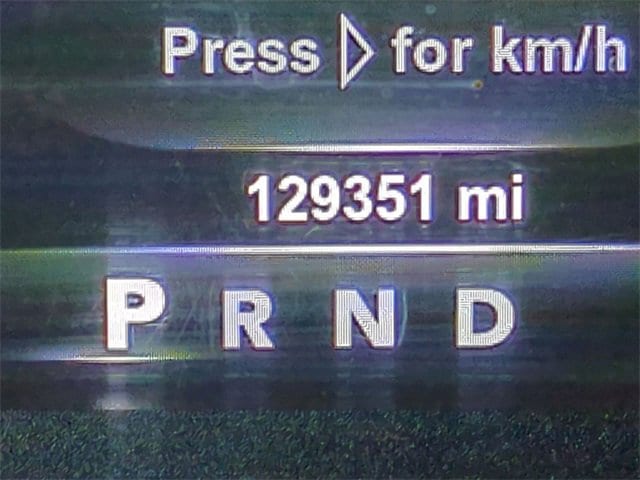 Press ▷ for km/h
129351 mi
P R N D